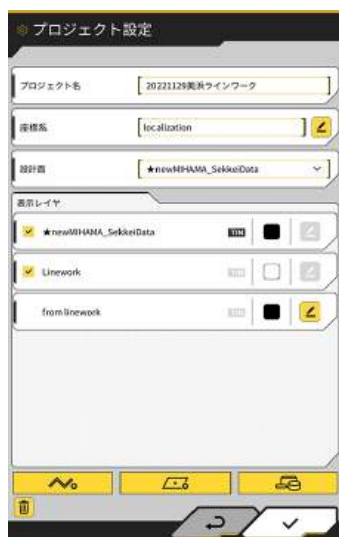 プロジェクト設定
プロジェクト名
20221129美浜ラインワーク
座標系
localization
設計面
★newMIHAMA_SekkeiData
表示レイヤ
★newMIHAMA_SekkeiData TIN
Linework TIN
from linework TIN